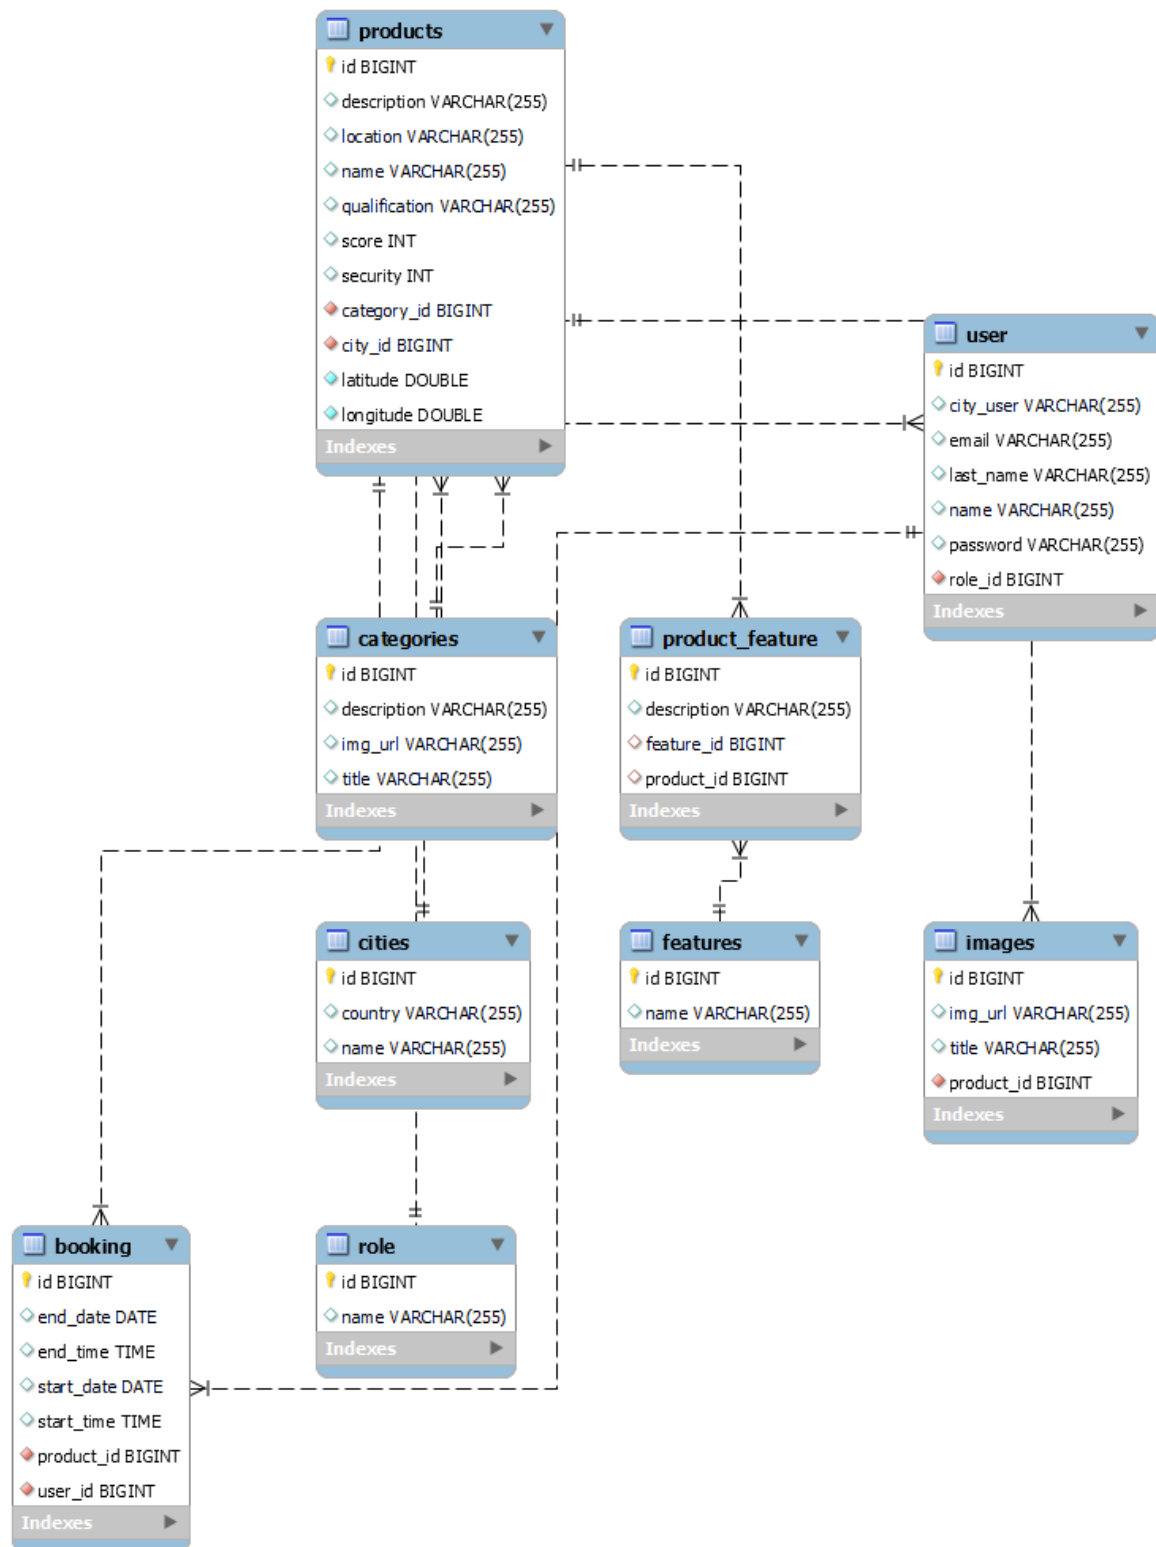 products
id BIGINT
description VARCHAR(255)
location VARCHAR(255)
name VARCHAR(255)
qualification VARCHAR(255)
score INT
security INT
category_id BIGINT
city_id BIGINT
latitude DOUBLE
longitude DOUBLE
Indexes
user
id BIGINT
city_user VARCHAR(255)
email VARCHAR(255)
last_name VARCHAR(255)
name VARCHAR(255)
password VARCHAR(255)
role_id BIGINT
Indexes
categories
id BIGINT
description VARCHAR(255)
img_url VARCHAR(255)
title VARCHAR(255)
Indexes
product_feature
id BIGINT
description VARCHAR(255)
feature_id BIGINT
product_id BIGINT
Indexes
cities
id BIGINT
country VARCHAR(255)
name VARCHAR(255)
Indexes
features
id BIGINT
name VARCHAR(255)
Indexes
images
id BIGINT
img_url VARCHAR(255)
title VARCHAR(255)
product_id BIGINT
Indexes
booking
id BIGINT
end_date DATE
end_time TIME
start_date DATE
start_time TIME
product_id BIGINT
user_id BIGINT
Indexes
role
id BIGINT
name VARCHAR(255)
Indexes